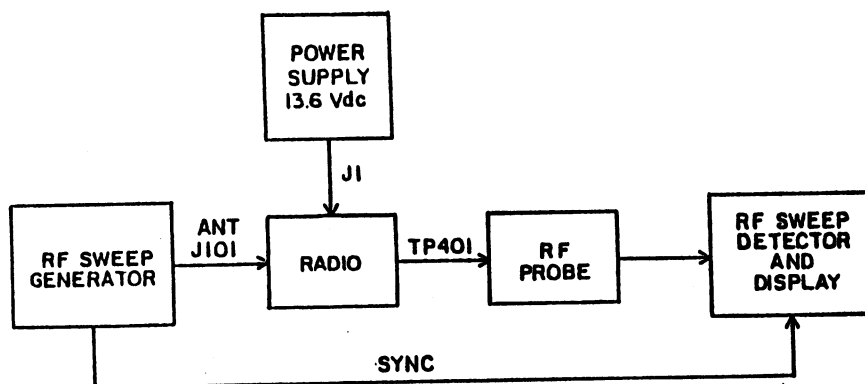 POWER
SUPPLY
13.6 Vdc
J1
RF SWEEP
GENERATOR
ANT
J101
RADIO
TP401
RF
PROBE
RF SWEEP
DETECTOR
AND
DISPLAY
SYNC